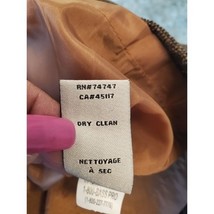 RN#74747
CA#45117
DRY CLEAN
NETTOYAGE
À SEC